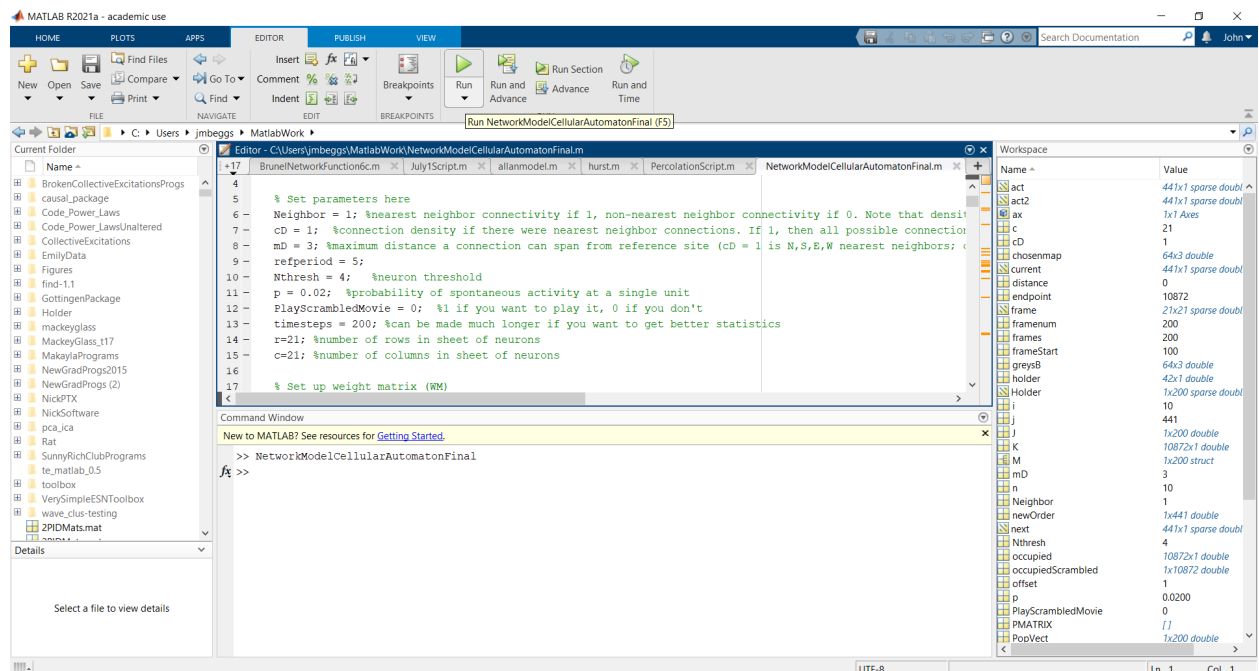 MATLAB R2021a - academic use
HOME PLOTS APPS EDITOR PUBLISH VIEW
Search Documentation
John
New
Open
Save
Find Files
Compare
Print
FILE
Go To
Find
NAVIGATE
Insert
Comment
Indent
EDIT
Breakpoints
BREAKPOINTS
Run
Run and Advance
Run Section
Advance
Run and Time
Run NetworkModelCellularAutomatonFinal (F5)
C: Users jmbeggs MatlabWork
Current Folder
Name
BrokenCollectiveExcitationsProgs
causal_package
Code_Power_Laws
Code_Power_LawsUnaltered
CollectiveExcitations
EmilyData
Figures
find-1.1
GottingenPackage
Holder
mackeyglass
MackeyGlass_t17
MakaylaPrograms
NewGradProgs2015
NewGradProgs (2)
NickPTX
NickSoftware
pca_ica
Rat
SunnyRichClubPrograms
te_matlab_0.5
toolbox
VerySimpleESNToolbox
wave_clus-testing
2PIDMats.mat
Details
Select a file to view details
Editor - C:\Users\jmbeggs\MatlabWork\NetworkModelCellularAutomatonFinal.m
+17 BrunelNetworkFunction6c.m July1Script.m allanmodel.m hurst.m PercolationScript.m NetworkModelCellularAutomatonFinal.m
4
5 % Set parameters here
6 - Neighbor = 1; %nearest neighbor connectivity if 1, non-nearest neighbor connectivity if 0. Note that densit
7 - cD = 1; %connection density if there were nearest neighbor connections. If 1, then all possible connection
8 - mD = 3; %maximum distance a connection can span from reference site (cD = 1 is N,S,E,W nearest neighbors;
9 - refperiod = 5;
10 - Nthresh = 4; %neuron threshold
11 - p = 0.02; %probability of spontaneous activity at a single unit
12 - PlayScrambledMovie = 0; %1 if you want to play it, 0 if you don't
13 - timesteps = 200; %can be made much longer if you want to get better statistics
14 - r=21; %number of rows in sheet of neurons
15 - c=21; %number of columns in sheet of neurons
16
17 % Set up weight matrix (WM)
Command Window
New to MATLAB? See resources for Getting Started.
>> NetworkModelCellularAutomatonFinal
fx >>
Workspace
Name Value
act 441x1 sparse doubl
act2 441x1 sparse doubl
ax 1x1 Axes
c 21
cD 1
chosenmap 64x3 double
current 441x1 sparse doubl
distance 0
endpoint 10872
frame 21x21 sparse doubl
framenum 200
frames 200
frameStart 100
greysB 64x3 double
holder 42x1 double
Holder 1x200 sparse doubl
i 10
j 441
J 1x200 double
K 10872x1 double
M 1x200 struct
mD 3
n 10
Neighbor 1
newOrder 1x441 double
next 441x1 sparse doubl
Nthresh 4
occupied 10872x1 double
occupiedScrambled 1x10872 double
offset 1
p 0.0200
PlayScrambledMovie 0
PMATRIX []
PopVect 1x200 double
UTF-8
Ln 1 Col 1